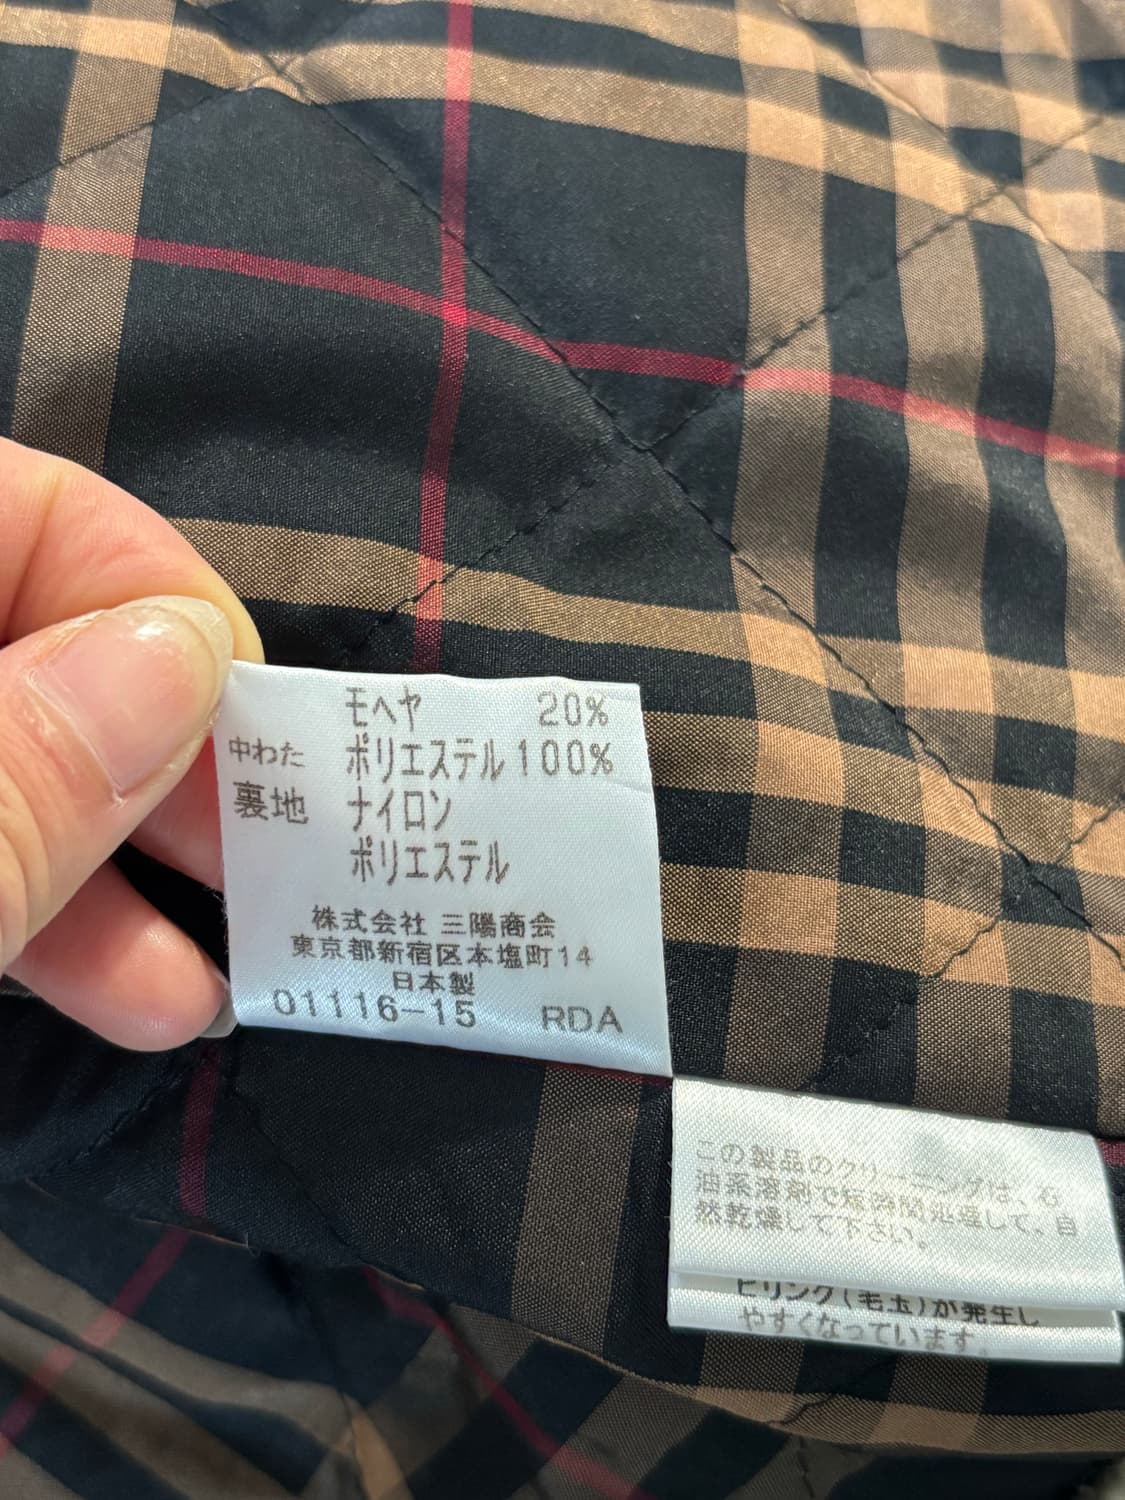 モヘヤ 20%
中わた ポリエステル 100%
裏地 ナイロン
ポリエステル
株式会社 三陽商会
東京都新宿区本塩町14
日本製
01116-15 RDA
この製品のクリーニングは、石
油系溶剤で短時間処理して、自
然乾燥して下さい。
ピリング(毛玉)が発生し
やすくなっています。